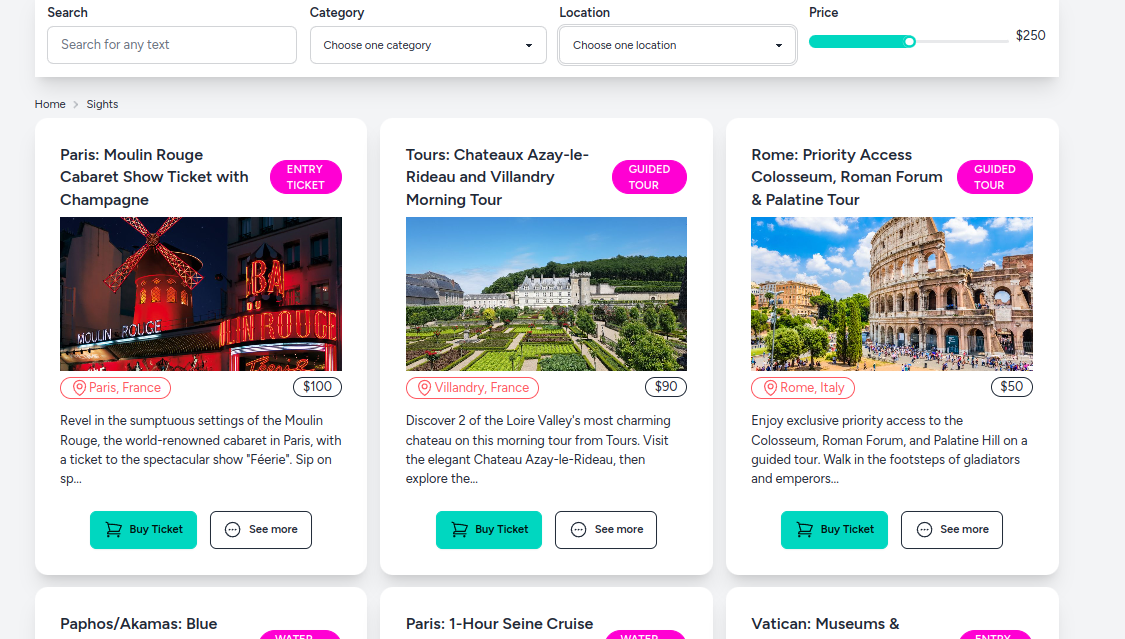 Search
Category
Location
Price
Search for any text
Choose one category
Choose one location
$250
Home
Sights
Paris: Moulin Rouge
Cabaret Show Ticket with
Champagne
ENTRY
TICKET
BA
DU
MOULIN ROUGE
ULIN ROUGE
Paris, France
$100
Revel in the sumptuous settings of the Moulin
Rouge, the world-renowned cabaret in Paris, with
a ticket to the spectacular show "Féerie". Sip on
sp...
Buy Ticket
See more
Tours: Chateaux Azay-le-
Rideau and Villandry
Morning Tour
GUIDED
TOUR
Villandry, France
$90
Discover 2 of the Loire Valley's most charming
chateau on this morning tour from Tours. Visit
the elegant Chateau Azay-le-Rideau, then
explore the...
Buy Ticket
See more
Rome: Priority Access
Colosseum, Roman Forum
& Palatine Tour
GUIDED
TOUR
Rome, Italy
$50
Enjoy exclusive priority access to the
Colosseum, Roman Forum, and Palatine Hill on a
guided tour. Walk in the footsteps of gladiators
and emperors...
Buy Ticket
See more
Paphos/Akamas: Blue
WATER
Paris: 1-Hour Seine Cruise
WATER
Vatican: Museums &
ENTRY